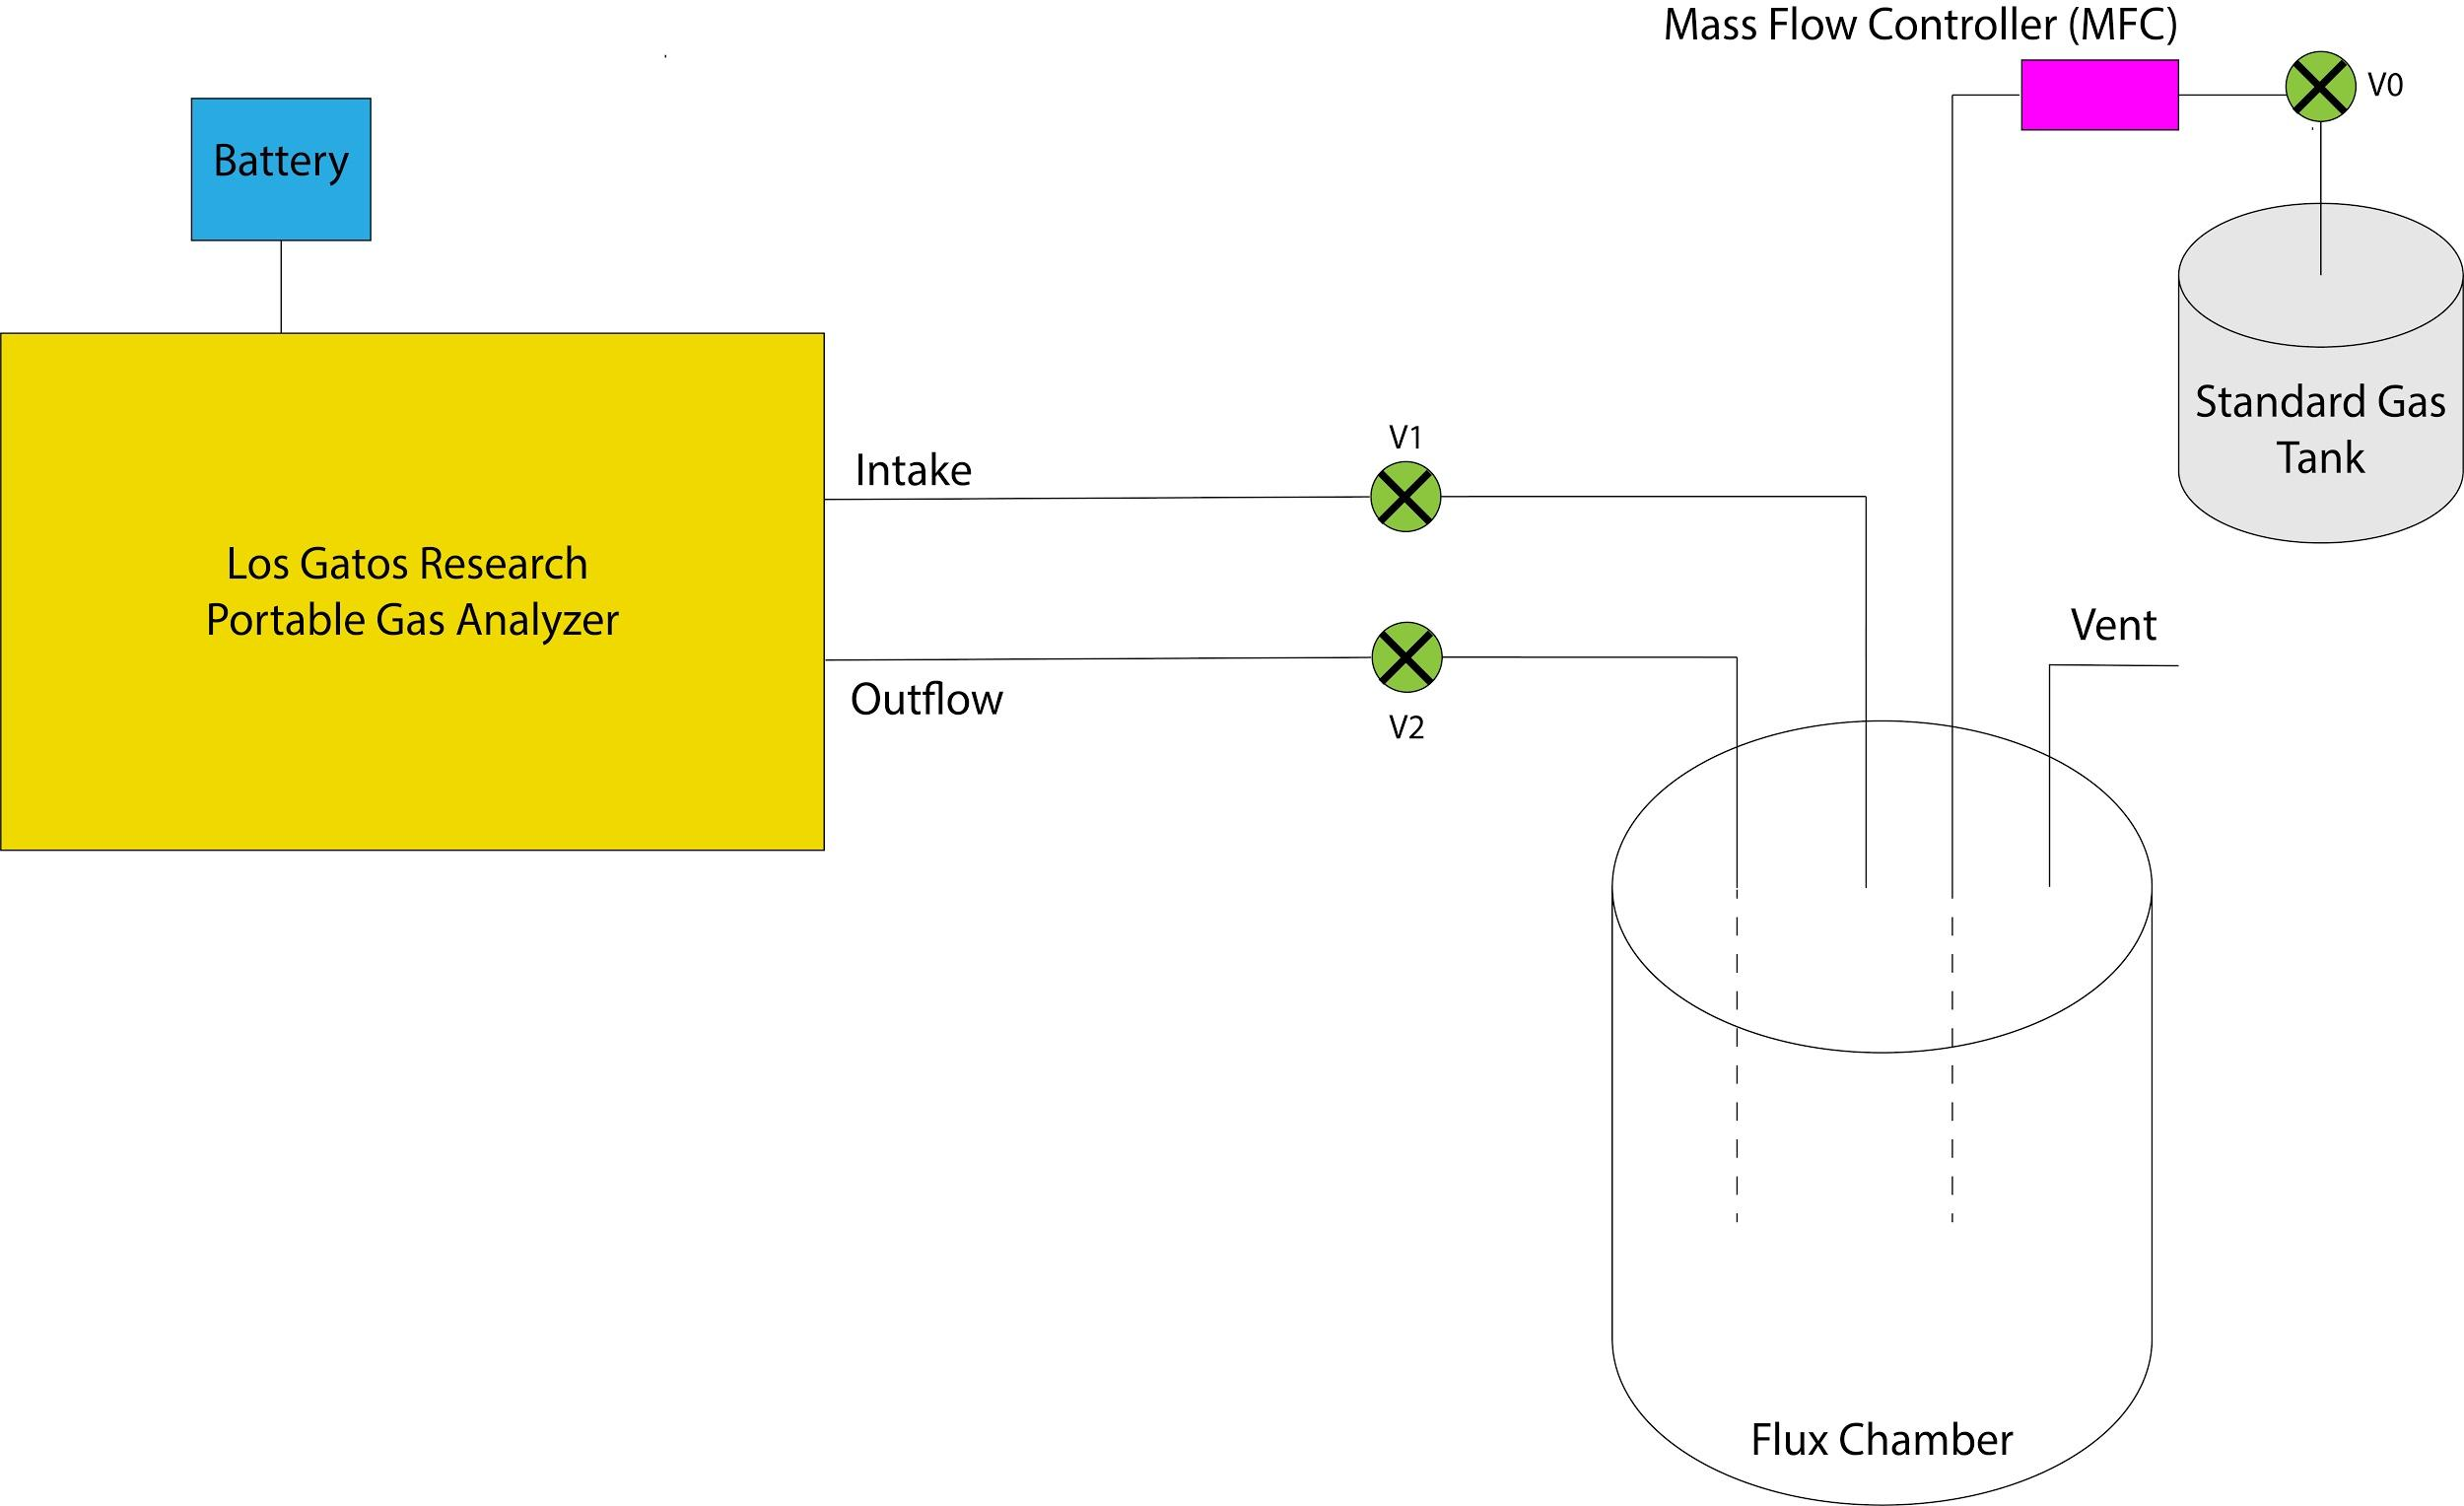 Mass Flow Controller (MFC)
V0
Battery
Standard Gas
Tank
V1
Intake
Los Gatos Research
Portable Gas Analyzer
Vent
Outflow
V2
Flux Chamber